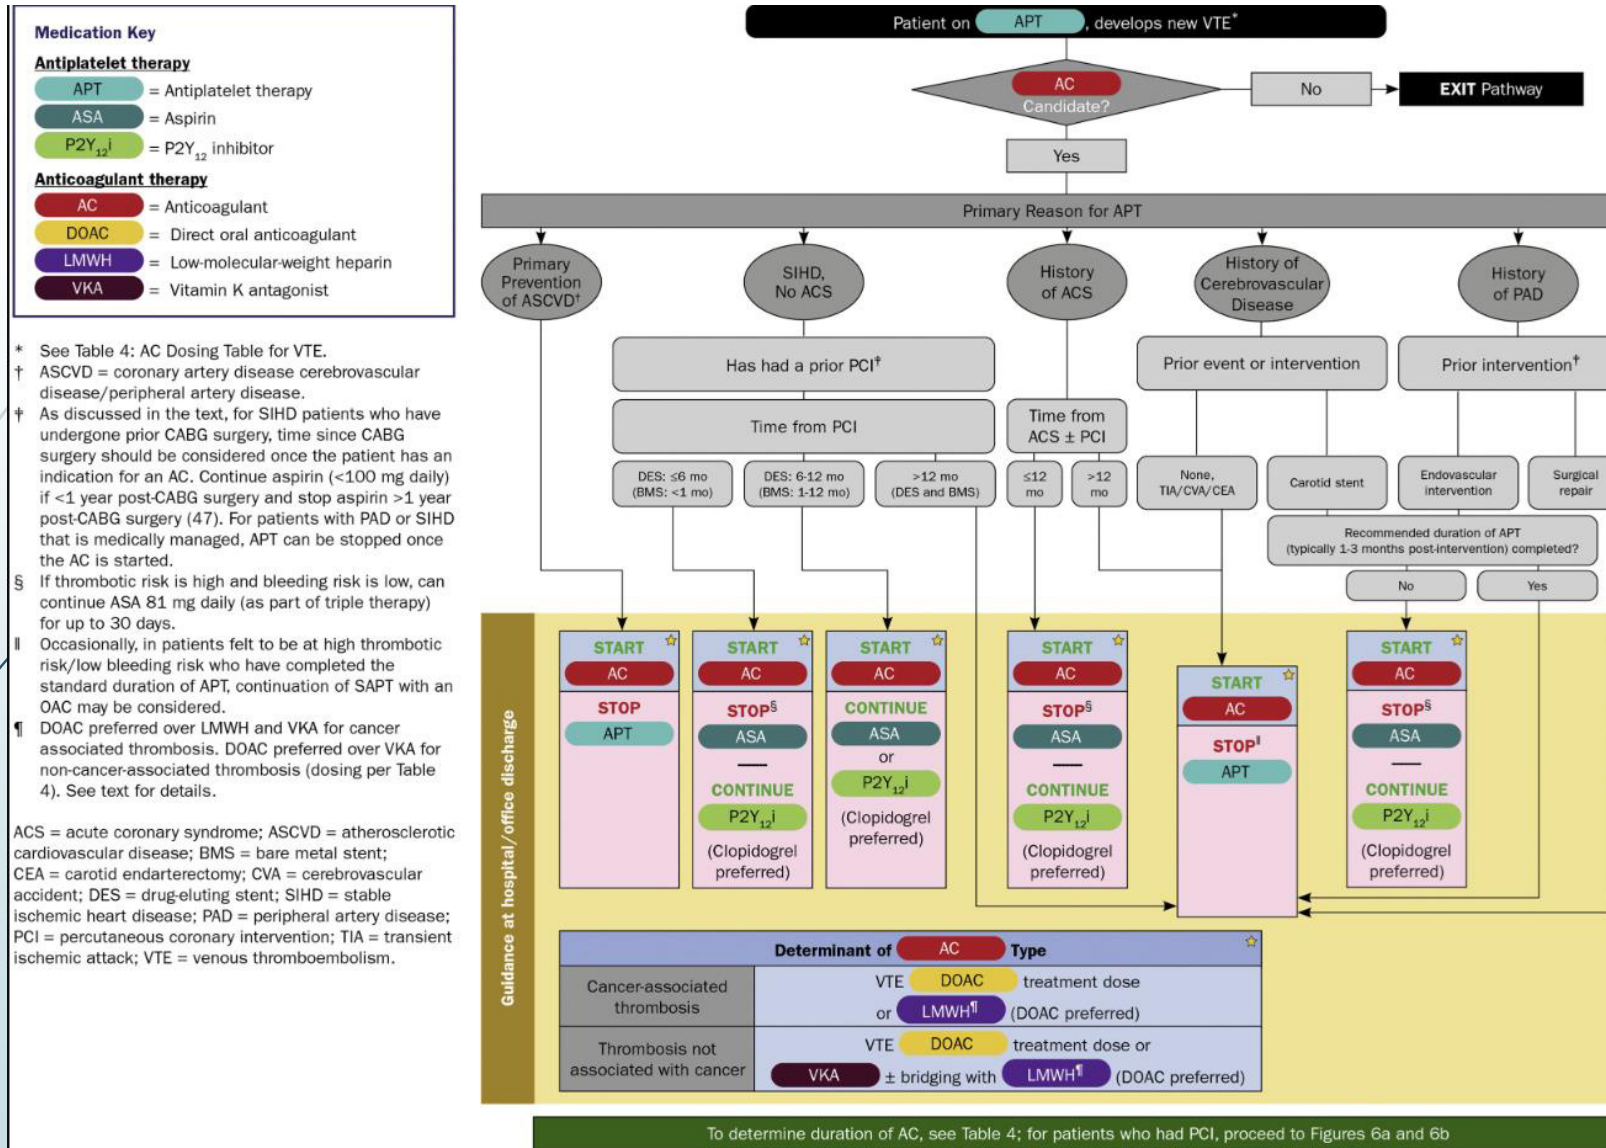 Medication Key
Antiplatelet therapy
APT = Antiplatelet therapy
ASA = Aspirin
P2Y12i = P2Y12 inhibitor
Anticoagulant therapy
AC = Anticoagulant
DOAC = Direct oral anticoagulant
LMWH = Low-molecular-weight heparin
VKA = Vitamin K antagonist
* See Table 4: AC Dosing Table for VTE.
† ASCVD = coronary artery disease cerebrovascular
disease/peripheral artery disease.
‡ As discussed in the text, for SIHD patients who have
undergone prior CABG surgery, time since CABG
surgery should be considered once the patient has an
indication for an AC. Continue aspirin (<100 mg daily)
if <1 year post-CABG surgery and stop aspirin >1 year
post-CABG surgery (47). For patients with PAD or SIHD
that is medically managed, APT can be stopped once
the AC is started.
§ If thrombotic risk is high and bleeding risk is low, can
continue ASA 81 mg daily (as part of triple therapy)
for up to 30 days.
‖ Occasionally, in patients felt to be at high thrombotic
risk/low bleeding risk who have completed the
standard duration of APT, continuation of SAPT with an
OAC may be considered.
¶ DOAC preferred over LMWH and VKA for cancer
associated thrombosis. DOAC preferred over VKA for
non-cancer-associated thrombosis (dosing per Table
4). See text for details.
ACS = acute coronary syndrome; ASCVD = atherosclerotic
cardiovascular disease; BMS = bare metal stent;
CEA = carotid endarterectomy; CVA = cerebrovascular
accident; DES = drug-eluting stent; SIHD = stable
ischemic heart disease; PAD = peripheral artery disease;
PCI = percutaneous coronary intervention; TIA = transient
ischemic attack; VTE = venous thromboembolism.
Patient on APT, develops new VTE*
AC
Candidate?
No
EXIT Pathway
Yes
Primary Reason for APT
Primary
Prevention
of ASCVD†
SIHD,
No ACS
History
of ACS
History of
Cerebrovascular
Disease
History
of PAD
Has had a prior PCI‡
Prior event or intervention
Prior intervention‡
Time from PCI
Time from
ACS ± PCI
DES: ≤6 mo
(BMS: <1 mo)
DES: 6-12 mo
(BMS: 1-12 mo)
>12 mo
(DES and BMS)
≤12
mo
>12
mo
None,
TIA/CVA/CEA
Carotid stent
Endovascular
intervention
Surgical
repair
Recommended duration of APT
(typically 1-3 months post-intervention) completed?
No
Yes
Guidance at hospital/office discharge
START
AC
STOP
APT
START
AC
STOP§
ASA
CONTINUE
P2Y12i
(Clopidogrel
preferred)
START
AC
CONTINUE
ASA
or
P2Y12i
(Clopidogrel
preferred)
START
AC
STOP§
ASA
CONTINUE
P2Y12i
(Clopidogrel
preferred)
START
AC
STOP‖
APT
START
AC
STOP§
ASA
CONTINUE
P2Y12i
(Clopidogrel
preferred)
Determinant of AC Type
Cancer-associated
thrombosis
VTE DOAC treatment dose
or LMWH¶ (DOAC preferred)
Thrombosis not
associated with cancer
VTE DOAC treatment dose or
VKA ± bridging with LMWH¶ (DOAC preferred)
To determine duration of AC, see Table 4; for patients who had PCI, proceed to Figures 6a and 6b